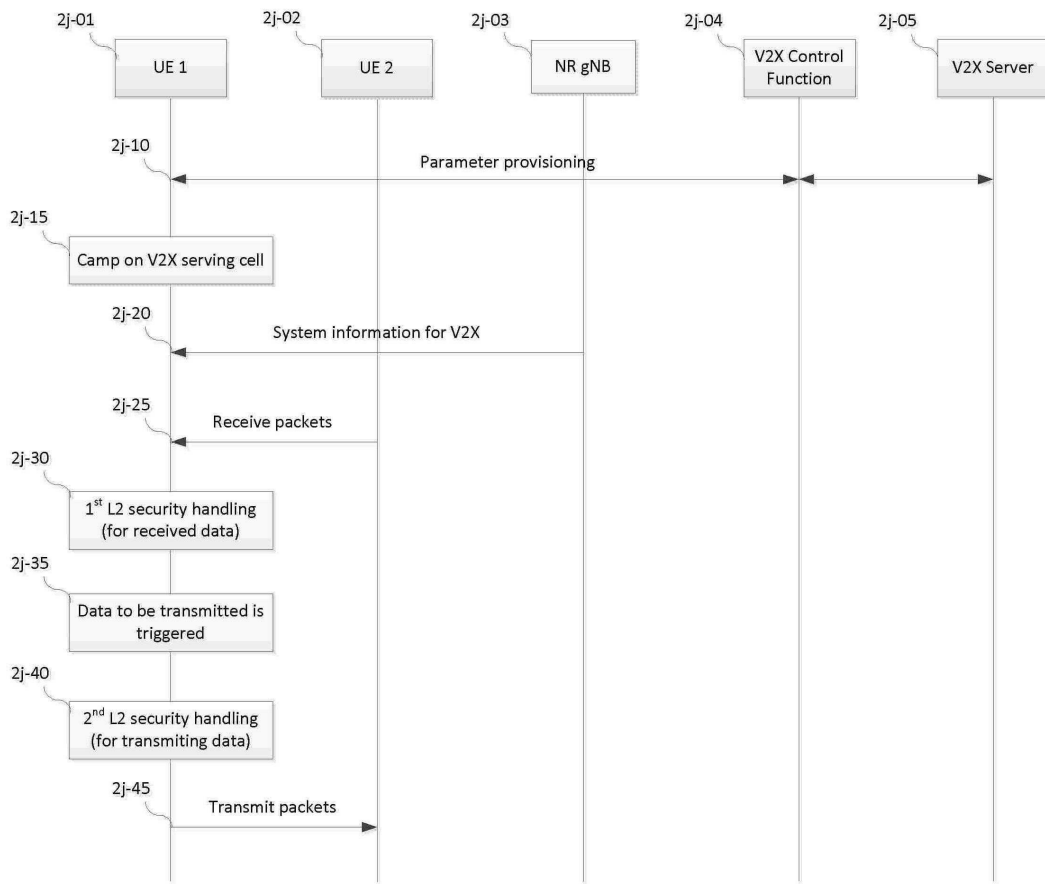 2j-01
2j-02
2j-03
2j-04
2j-05
UE 1
UE 2
NR gNB
V2X Control
Function
V2X Server
2j-10
Parameter provisioning
2j-15
Camp on V2X serving cell
2j-20
System information for V2X
2j-25
Receive packets
2j-30
1st L2 security handling
(for received data)
2j-35
Data to be transmitted is
triggered
2j-40
2nd L2 security handling
(for transmiting data)
2j-45
Transmit packets